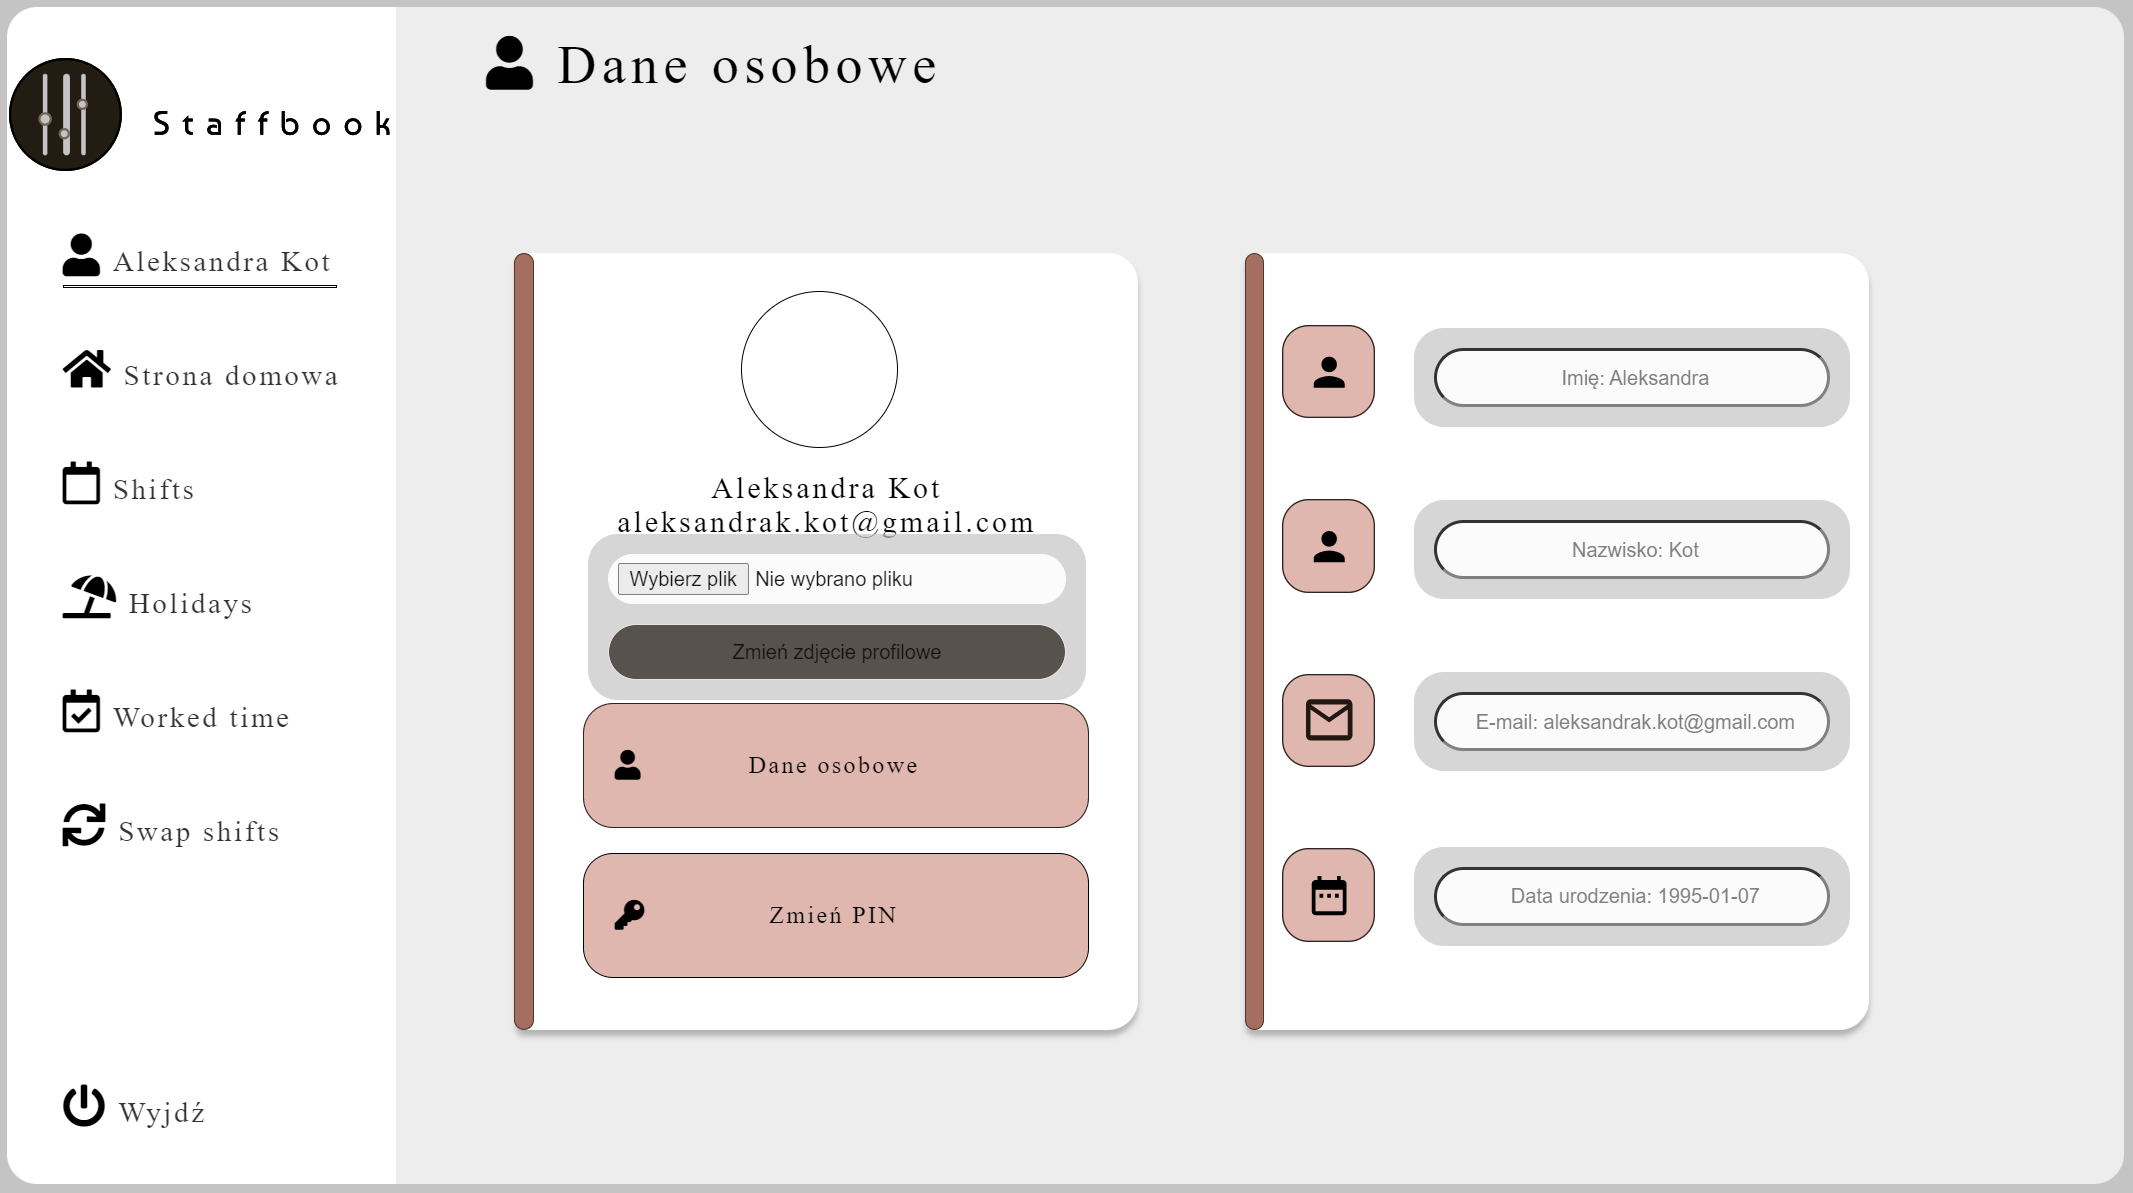 Staffbook
Aleksandra Kot
Strona domowa
Shifts
Holidays
Worked time
Swap shifts
Wyjdź
Dane osobowe
Aleksandra Kot
aleksandrak.kot@gmail.com
Wybierz plik Nie wybrano pliku
Zmień zdjęcie profilowe
Dane osobowe
Zmień PIN
Imię: Aleksandra
Nazwisko: Kot
E-mail: aleksandrak.kot@gmail.com
Data urodzenia: 1995-01-07